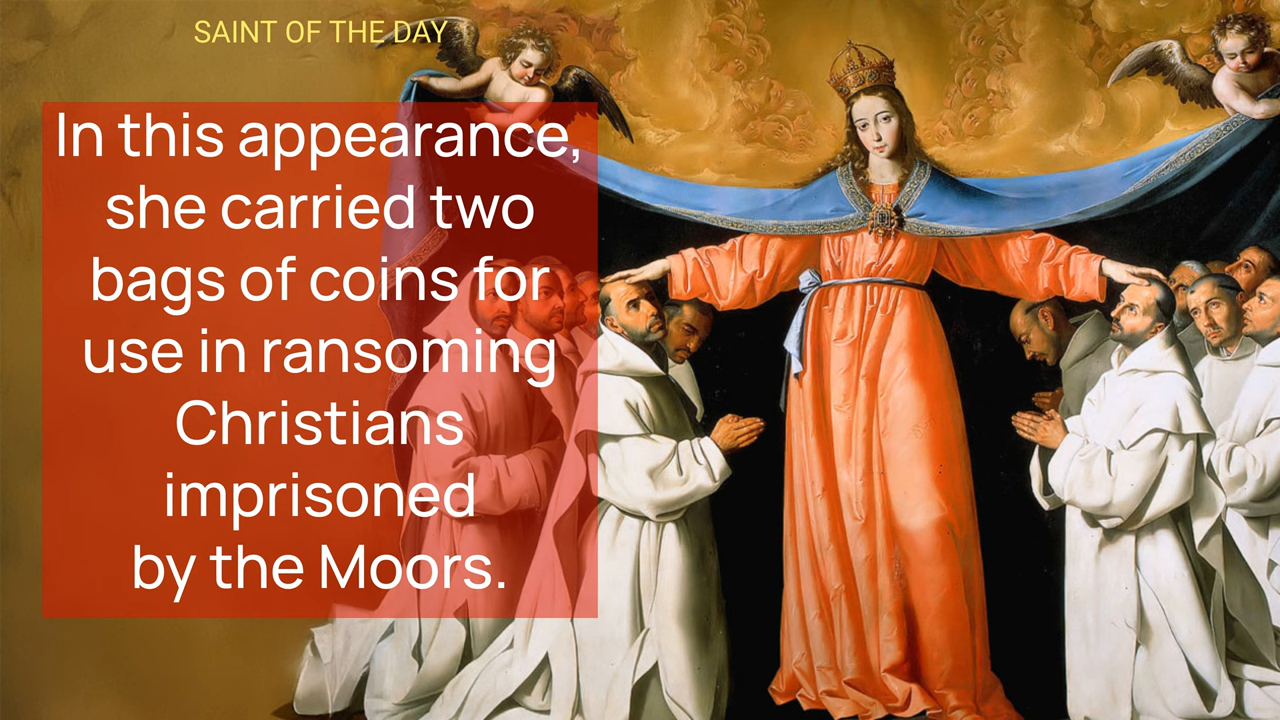 SAINT OF THE DAY
In this appearance,
she carried two
bags of coins for
use in ransoming
Christians
imprisoned
by the Moors.